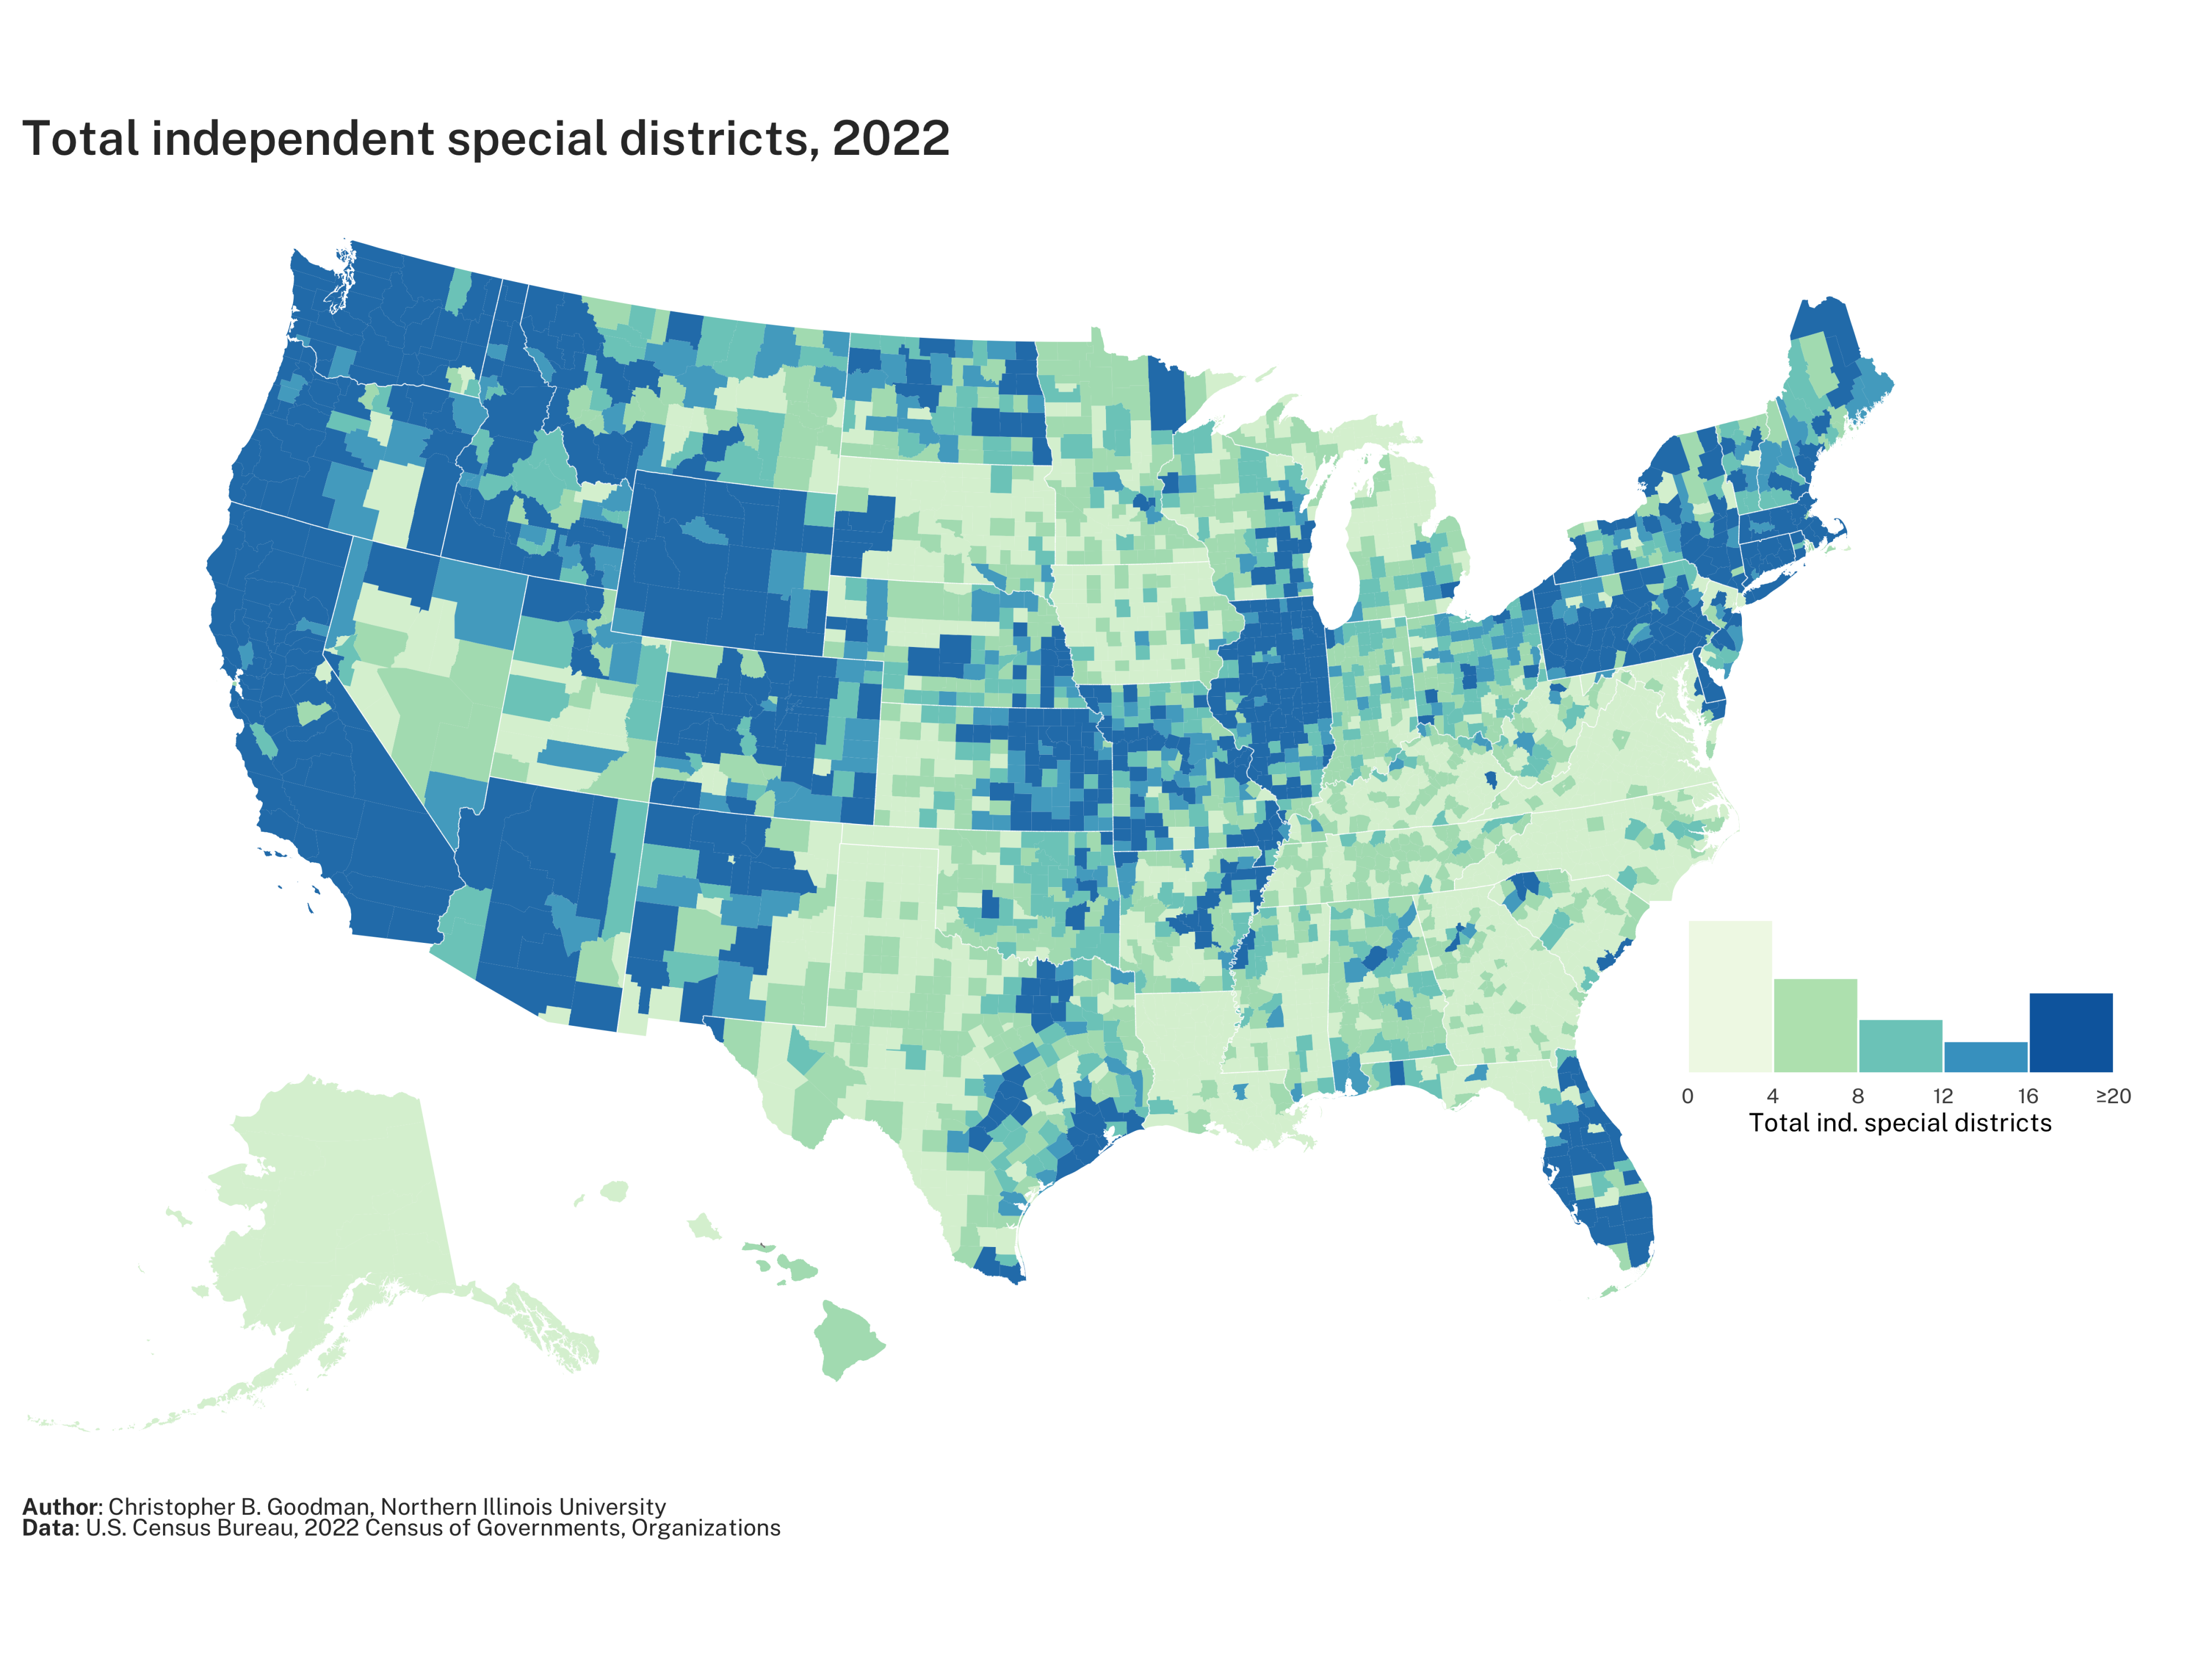 Total independent special districts, 2022
0 4 8 12 16 ≥20
Total ind. special districts
Author: Christopher B. Goodman, Northern Illinois University
Data: U.S. Census Bureau, 2022 Census of Governments, Organizations